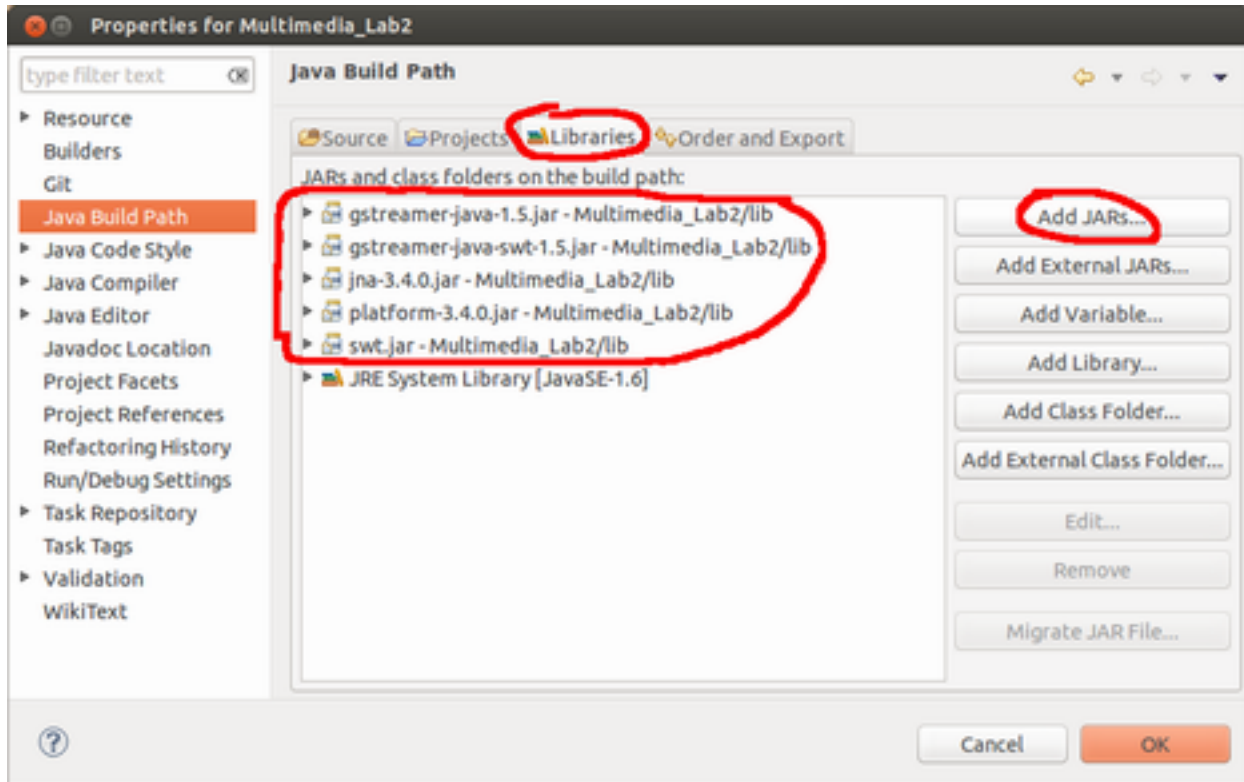 Properties for Multimedia_Lab2
type filter text
Resource
Builders
Git
Java Build Path
Java Code Style
Java Compiler
Java Editor
Javadoc Location
Project Facets
Project References
Refactoring History
Run/Debug Settings
Task Repository
Task Tags
Validation
WikiText
Java Build Path
Source Projects Libraries Order and Export
JARs and class folders on the build path:
gstreamer-java-1.5.jar - Multimedia_Lab2/lib
gstreamer-java-swt-1.5.jar - Multimedia_Lab2/lib
jna-3.4.0.jar - Multimedia_Lab2/lib
platform-3.4.0.jar - Multimedia_Lab2/lib
swt.jar - Multimedia_Lab2/lib
JRE System Library [JavaSE-1.6]
Add JARs...
Add External JARs...
Add Variable...
Add Library...
Add Class Folder...
Add External Class Folder...
Edit...
Remove
Migrate JAR File...
?
Cancel OK